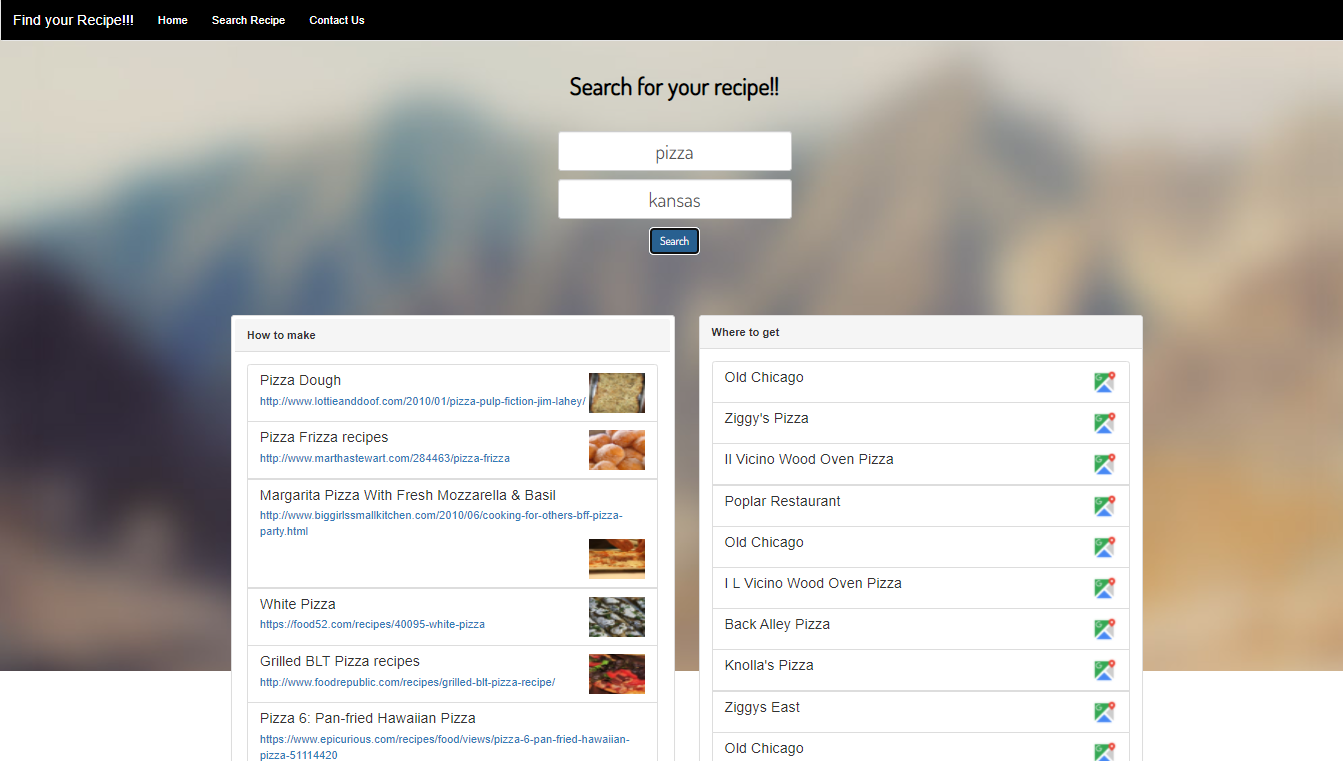 Find your Recipe!!! Home Search Recipe Contact Us
Search for your recipe!!
pizza
kansas
Search
How to make
Pizza Dough
http://www.lottieanddoof.com/2010/01/pizza-pulp-fiction-jim-lahey/
Pizza Frizza recipes
http://www.marthastewart.com/284463/pizza-frizza
Margarita Pizza With Fresh Mozzarella & Basil
http://www.biggirlssmallkitchen.com/2010/06/cooking-for-others-bff-pizza-
party.html
White Pizza
https://food52.com/recipes/40095-white-pizza
Grilled BLT Pizza recipes
http://www.foodrepublic.com/recipes/grilled-blt-pizza-recipe/
Pizza 6: Pan-fried Hawaiian Pizza
https://www.epicurious.com/recipes/food/views/pizza-6-pan-fried-hawaiian-
pizza-51114420
Where to get
Old Chicago
Ziggy's Pizza
Il Vicino Wood Oven Pizza
Poplar Restaurant
Old Chicago
I L Vicino Wood Oven Pizza
Back Alley Pizza
Knolla's Pizza
Ziggys East
Old Chicago